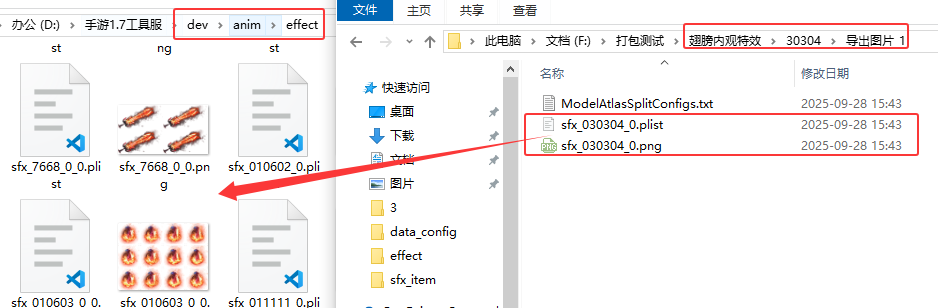 办公 (D:) › 手游1.7工具服 › dev › anim › effect
st
ng
st
sfx_7668_0_0.pli
st
sfx_7668_0_0.pn
g
sfx_010602_0.pli
st
sfx_010603_0_0.
sfx_010603_0_0.
sfx_011111_0.pli
文件
主页
共享
查看
此电脑 › 文件 (F:) › 打包测试 › 翅膀内观特效 › 30304 › 导出图片 1
名称
修改日期
快速访问
桌面
下载
文档
图片
3
data_config
effect
sfx_item
ModelAtlasSplitConfigs.txt
2025-09-28 15:43
sfx_030304_0.plist
2025-09-28 15:43
PNG
sfx_030304_0.png
2025-09-28 15:43